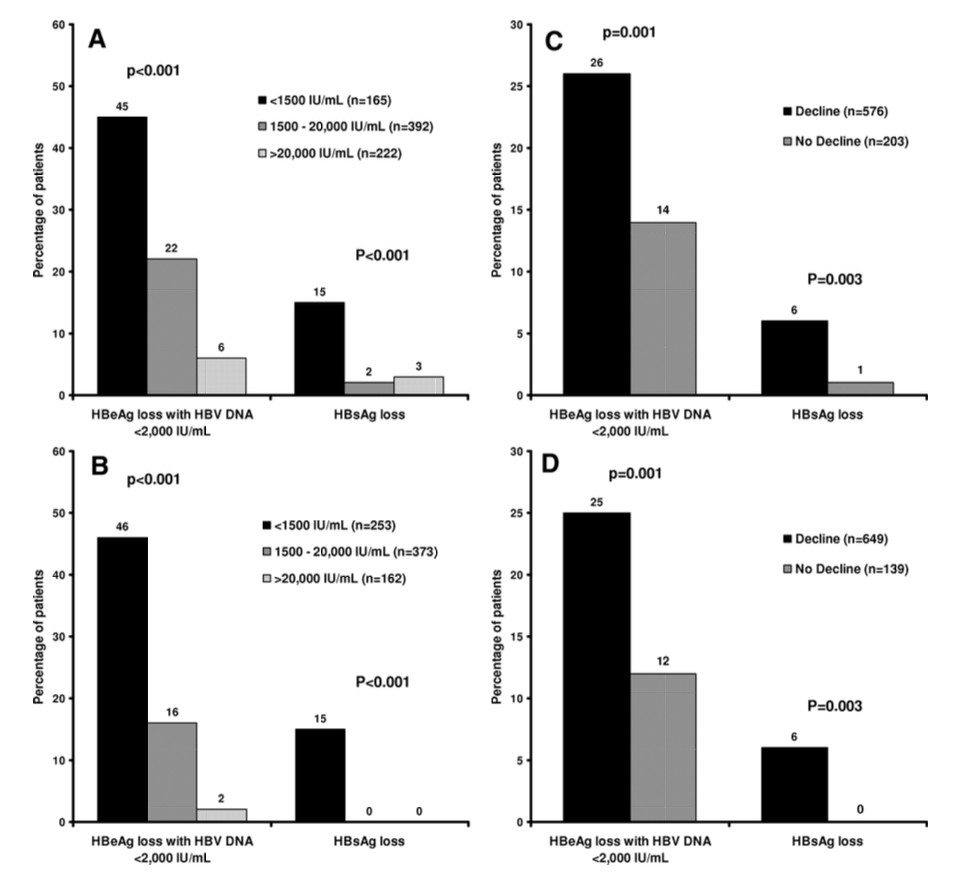 A
p<0.001
60
50
40
30
20
10
0
Percentage of patients
45
22
6
15
2
3
P<0.001
<1500 IU/mL (n=165)
1500 - 20,000 IU/mL (n=392)
>20,000 IU/mL (n=222)
HBeAg loss with HBV DNA
<2,000 IU/mL
HBsAg loss
C
p=0.001
30
25
20
15
10
5
0
Percentage of patients
26
14
6
1
P=0.003
Decline (n=576)
No Decline (n=203)
HBeAg loss with HBV DNA
<2,000 IU/mL
HBsAg loss
B
p<0.001
60
50
40
30
20
10
0
Percentage of patients
46
16
2
15
0
0
P<0.001
<1500 IU/mL (n=253)
1500 - 20,000 IU/mL (n=373)
>20,000 IU/mL (n=162)
HBeAg loss with HBV DNA
<2,000 IU/mL
HBsAg loss
D
p=0.001
30
25
20
15
10
5
0
Percentage of patients
25
12
6
0
P=0.003
Decline (n=649)
No Decline (n=139)
HBeAg loss with HBV DNA
<2,000 IU/mL
HBsAg loss